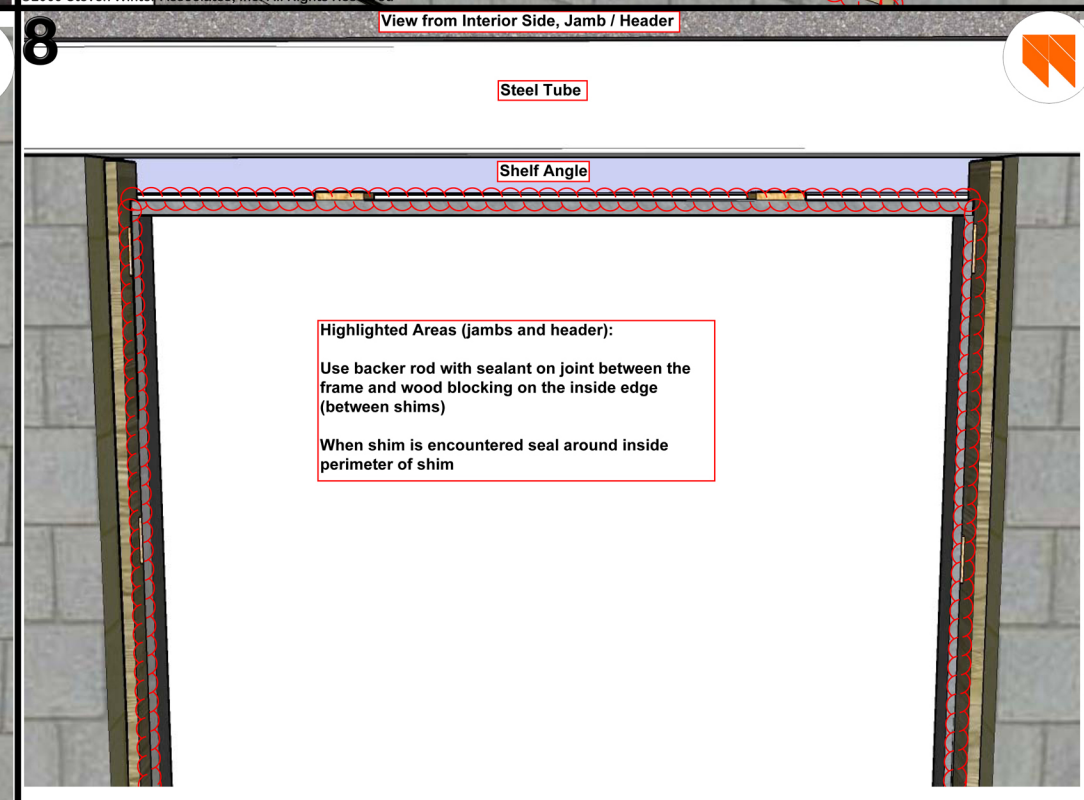 8
View from Interior Side, Jamb / Header
Steel Tube
Shelf Angle
Highlighted Areas (jambs and header):
Use backer rod with sealant on joint between the
frame and wood blocking on the inside edge
(between shims)
When shim is encountered seal around inside
perimeter of shim